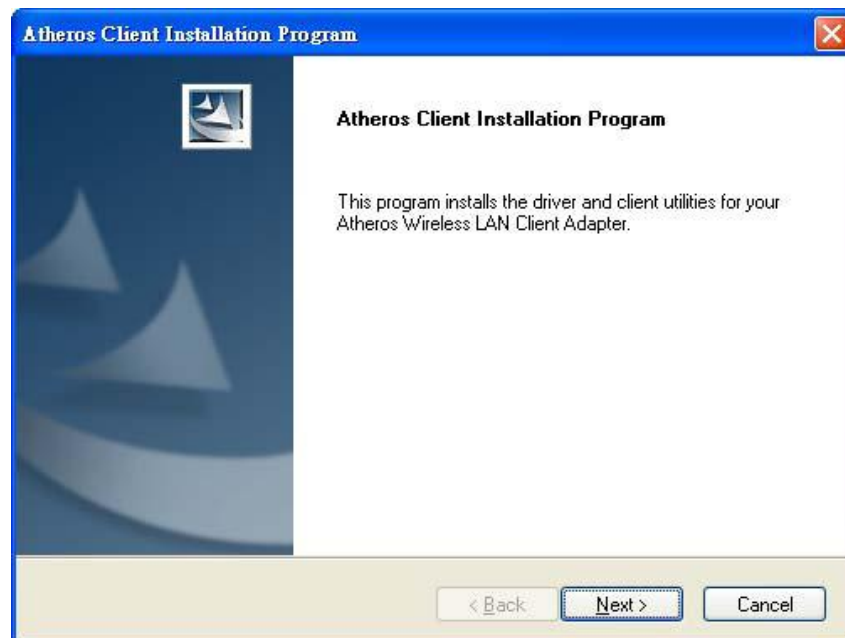 Atheros Client Installation Program
Atheros Client Installation Program
This program installs the driver and client utilities for your
Atheros Wireless LAN Client Adapter.
< Back
Next >
Cancel